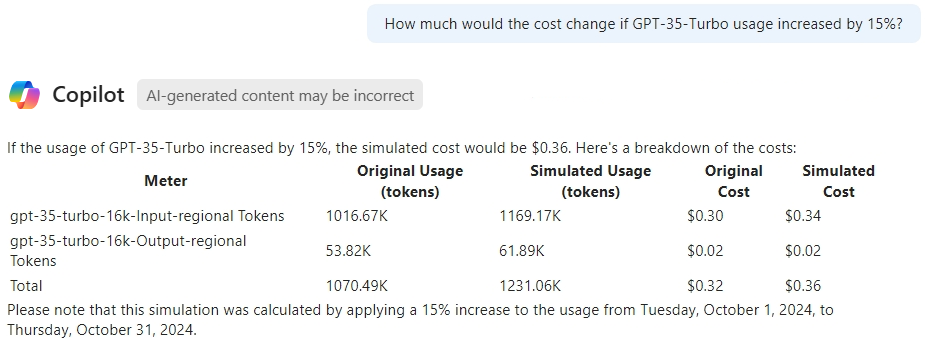 How much would the cost change if GPT-35-Turbo usage increased by 15%?
Copilot AI-generated content may be incorrect
If the usage of GPT-35-Turbo increased by 15%, the simulated cost would be $0.36. Here's a breakdown of the costs:
Meter Original Usage (tokens) Simulated Usage (tokens) Original Cost Simulated Cost
gpt-35-turbo-16k-Input-regional Tokens 1016.67K 1169.17K $0.30 $0.34
gpt-35-turbo-16k-Output-regional Tokens 53.82K 61.89K $0.02 $0.02
Total 1070.49K 1231.06K $0.32 $0.36
Please note that this simulation was calculated by applying a 15% increase to the usage from Tuesday, October 1, 2024, to
Thursday, October 31, 2024.